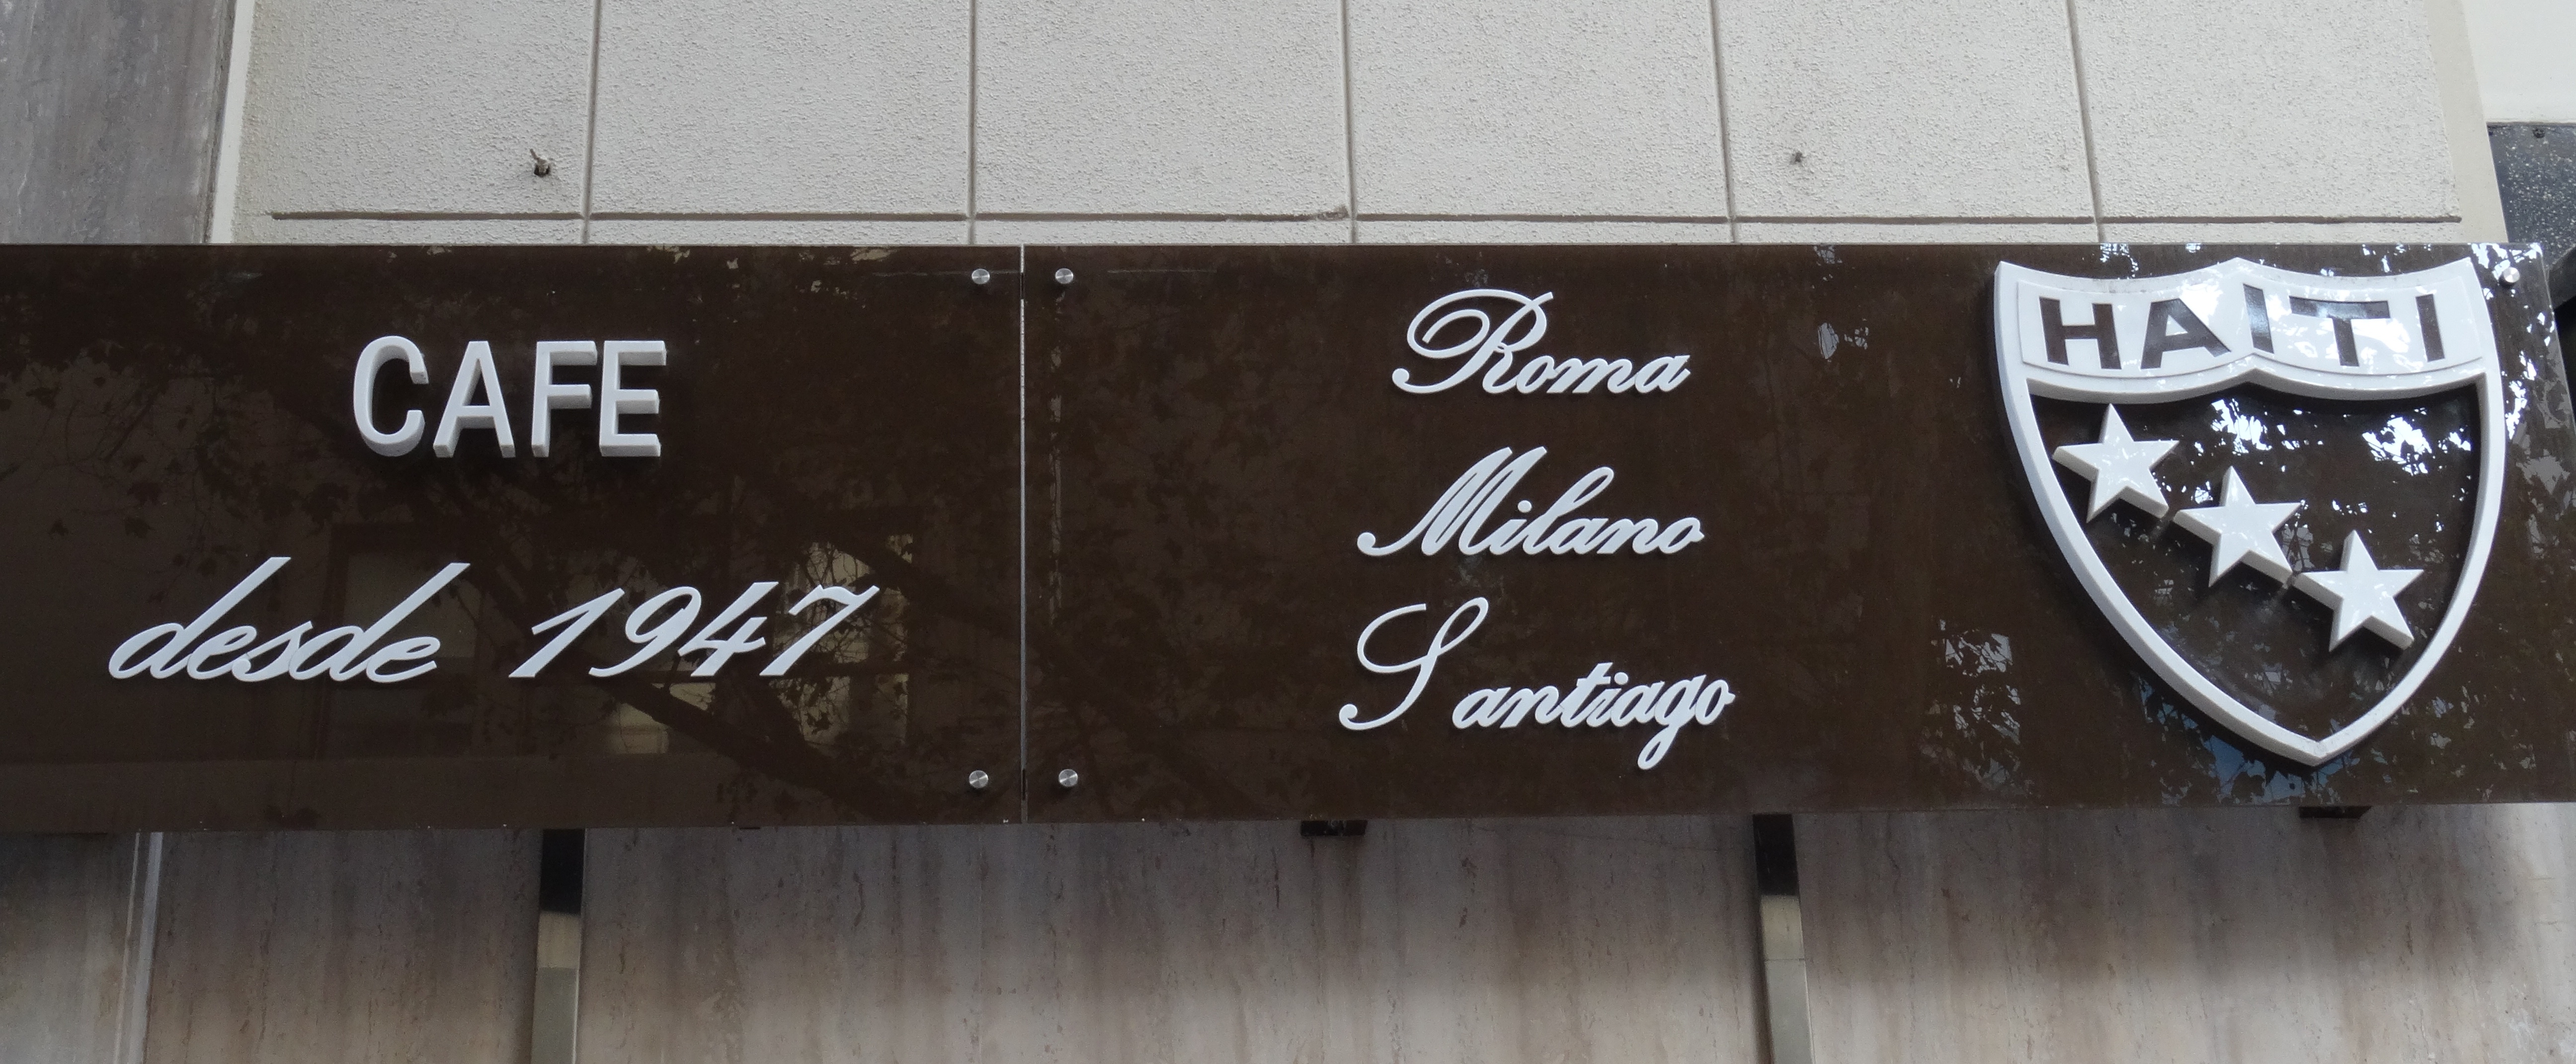 CAFE
desde 1947
Roma
Milano
Santiago
HAITI